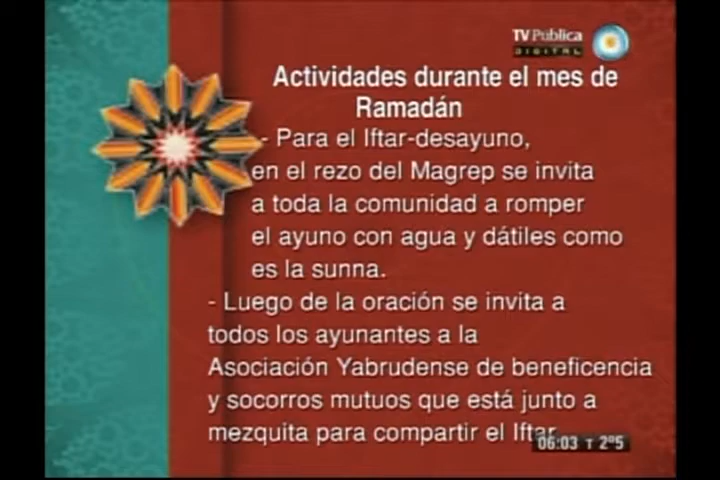 TV Pública
DIGITAL
Actividades durante el mes de
Ramadán
- Para el Iftar-desayuno,
en el rezo del Magrep se invita
a toda la comunidad a romper
el ayuno con agua y dátiles como
es la sunna.
- Luego de la oración se invita a
todos los ayunantes a la
Asociación Yabrudense de beneficencia
y socorros mutuos que está junto a
mezquita para compartir el Iftar
06:03 T 2°5